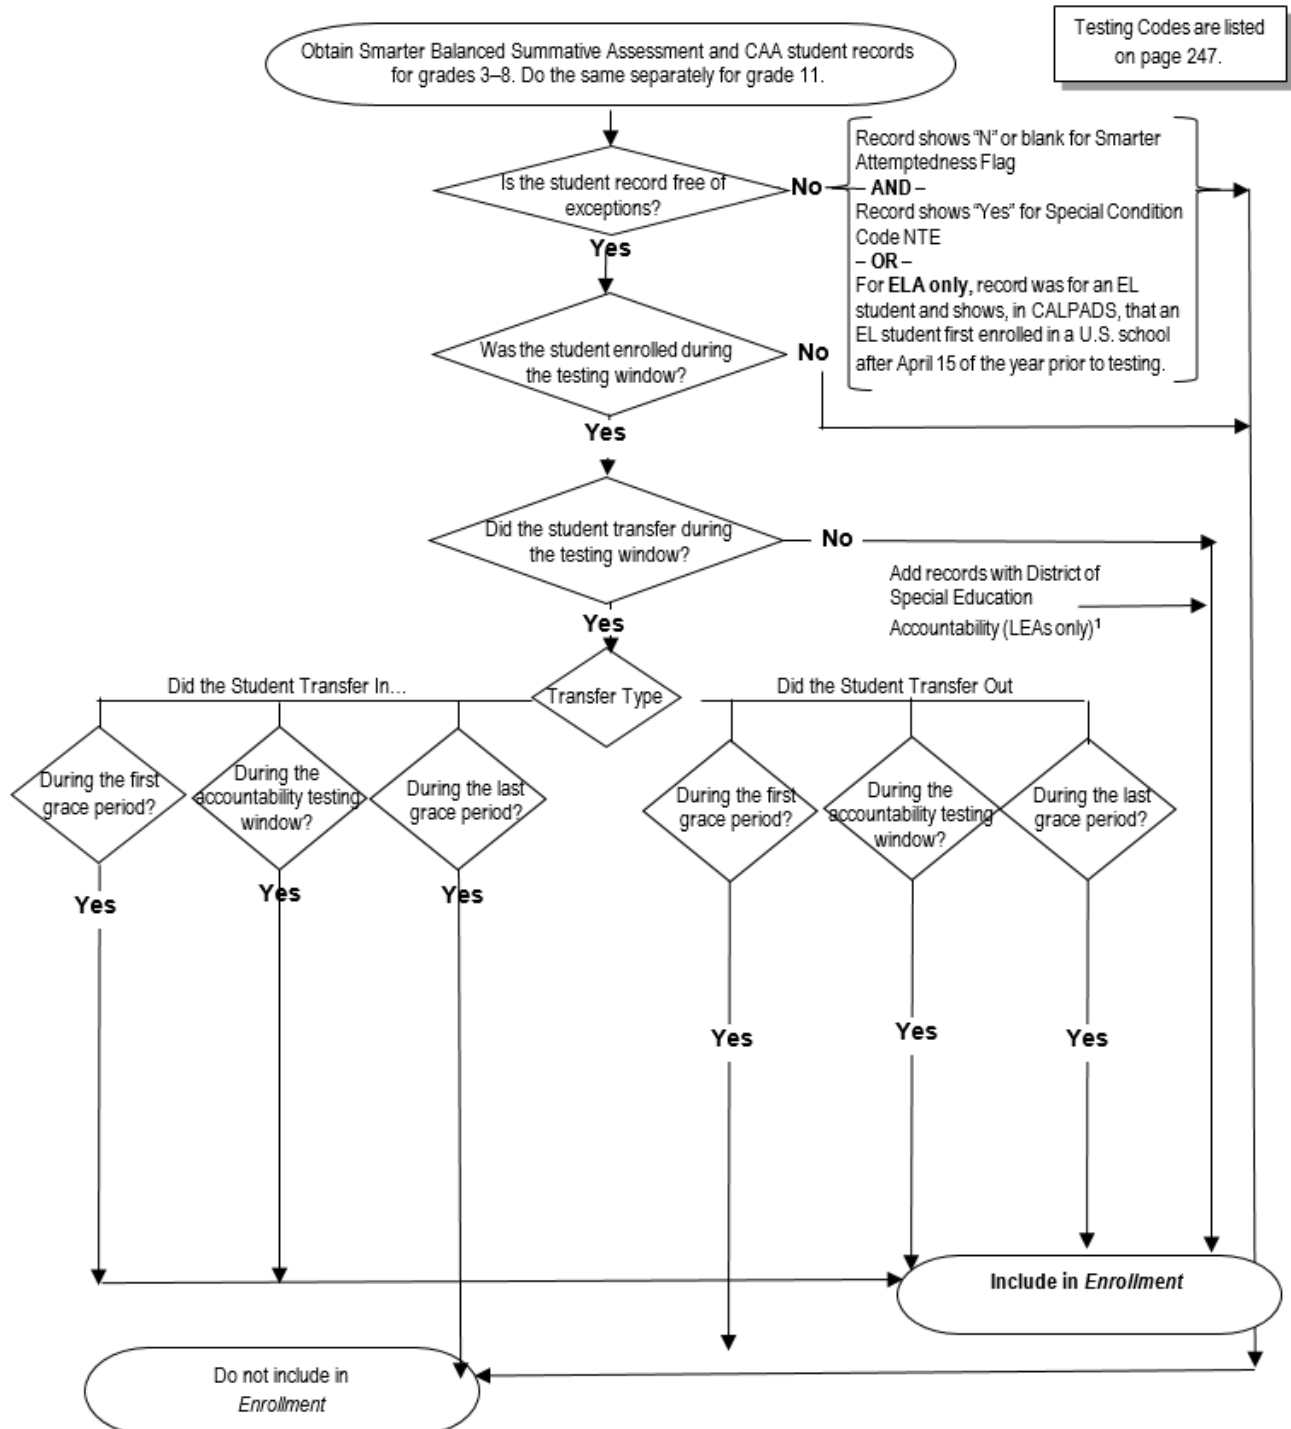 Testing Codes are listed
on page 247.
Obtain Smarter Balanced Summative Assessment and CAA student records
for grades 3–8. Do the same separately for grade 11.
Is the student record free of
exceptions?
No
Record shows “N” or blank for Smarter
Attemptedness Flag
– AND –
Record shows “Yes” for Special Condition
Code NTE
– OR –
For ELA only, record was for an EL
student and shows, in CALPADS, that an
EL student first enrolled in a U.S. school
after April 15 of the year prior to testing.
Yes
Was the student enrolled during
the testing window?
No
Yes
Did the student transfer during
the testing window?
No
Add records with District of
Special Education
Accountability (LEAs only)¹
Yes
Transfer Type
Did the Student Transfer In…
Did the Student Transfer Out
During the first
grace period?
During the
accountability testing
window?
During the last
grace period?
During the first
grace period?
During the
accountability testing
window?
During the last
grace period?
Yes
Yes
Yes
Yes
Yes
Yes
Include in Enrollment
Do not include in
Enrollment